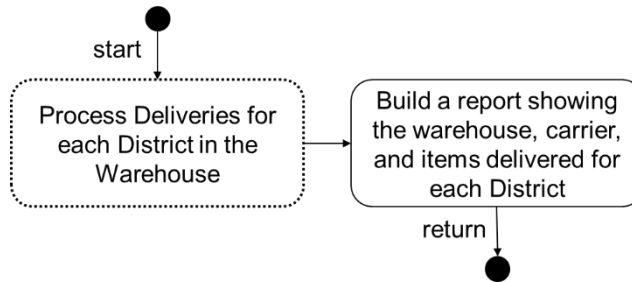 start
Process Deliveries for
each District in the
Warehouse
Build a report showing
the warehouse, carrier,
and items delivered for
each District
return